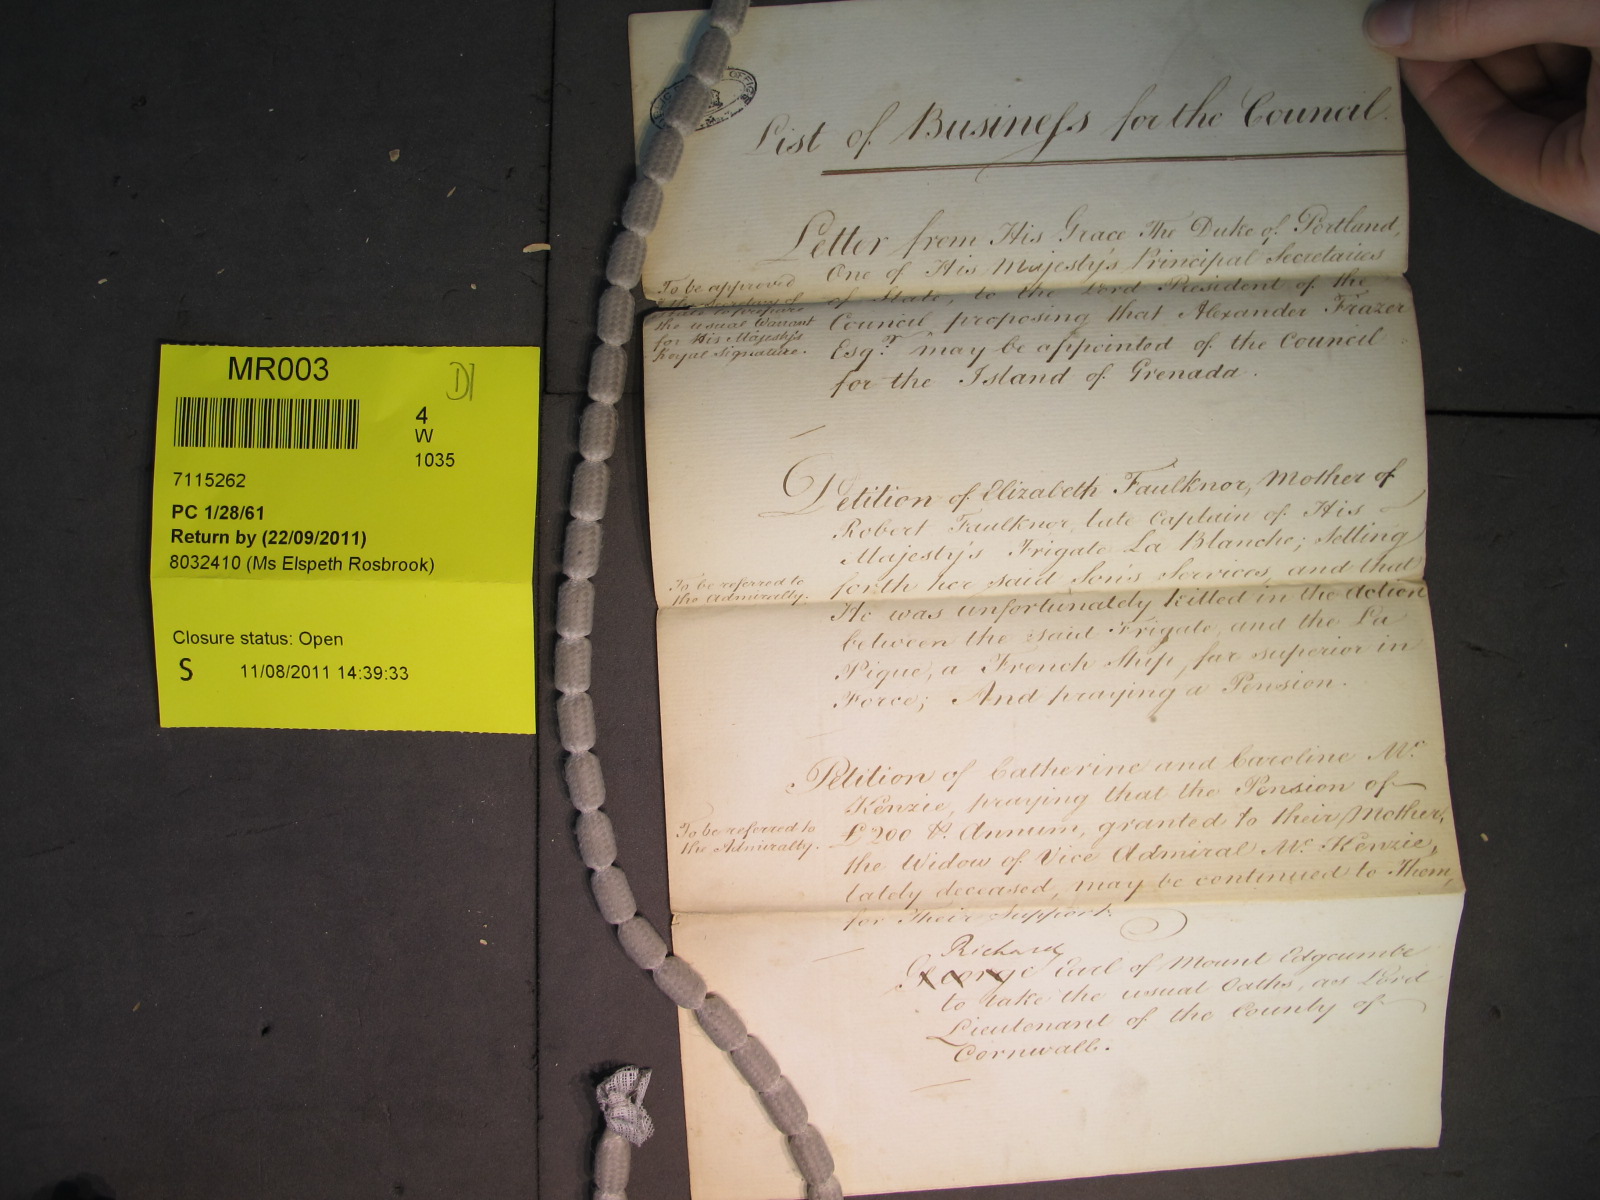 MR003
D1
4
W
1035
7115262
PC 1/28/61
Return by (22/09/2011)
8032410 (Ms Elspeth Rosbrook)
Closure status: Open
S 11/08/2011 14:39:33
OFFICE
List of Business for the Council.
Letter from His Grace The Duke of Portland,
One of His Majesty's Principal Secretaries
of State, to the Lord President of the
Council proposing that Alexander Frazer
Esqr. may be appointed of the Council
for the Island of Grenada.
To be approved
the usual Warrant
for His Majesty's
Royal Signature.
Petition of Elizabeth Faulknor, Mother of
Robert Faulknor, late Captain of His
Majesty's Frigate La Blanche; Setting
forth her said Son's Services, and that
He was unfortunately killed in the Action
between the said Frigate, and the La
Pique, a French Ship, far superior in
Force; And praying a Pension.
To be referred to
the Admiralty.
Petition of Catherine and Caroline Mc.
Kenzie, praying that the Pension of
£200 Pr. Annum, granted to their Mother,
the Widow of Vice Admiral Mc. Kenzie,
lately deceased, may be continued to Them,
for Their Support.
To be referred to
the Admiralty.
Richard
George Earl of Mount Edgcumbe
to take the usual Oaths, as Lord
Lieutenant of the County of
Cornwall.